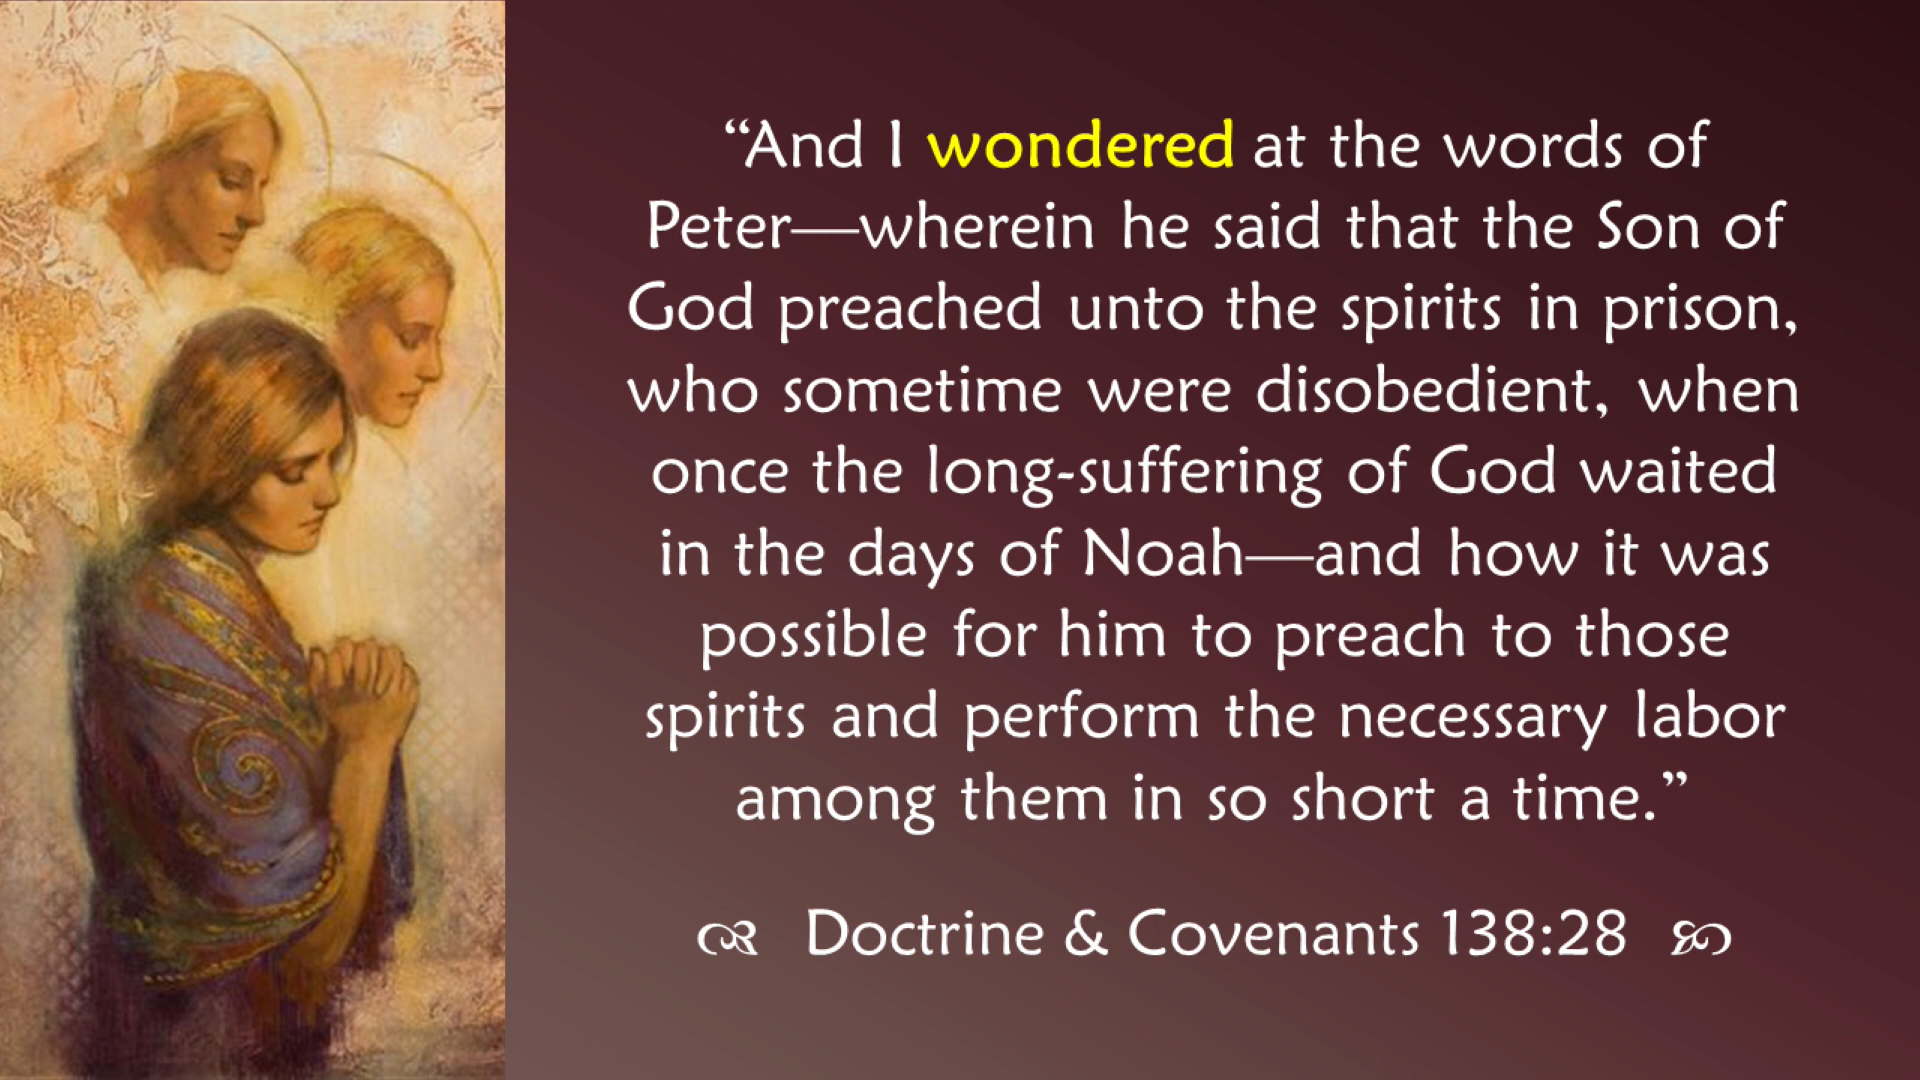 “And I wondered at the words of
Peter—wherein he said that the Son of
God preached unto the spirits in prison,
who sometime were disobedient, when
once the long-suffering of God waited
in the days of Noah—and how it was
possible for him to preach to those
spirits and perform the necessary labor
among them in so short a time.”
Doctrine & Covenants 138:28